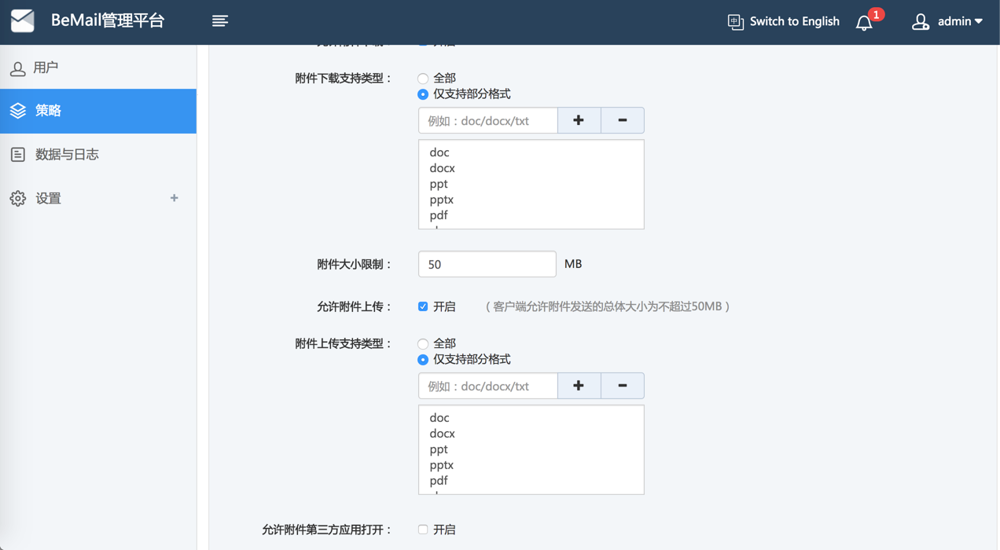 BeMail管理平台
Switch to English
1
admin
用户
策略
数据与日志
设置
附件下载支持类型：
全部
仅支持部分格式
例如：doc/docx/txt
doc
docx
ppt
pptx
pdf
附件大小限制：
50
MB
允许附件上传：
开启
（ 客户端允许附件发送的总体大小为不超过50MB ）
附件上传支持类型：
全部
仅支持部分格式
例如：doc/docx/txt
doc
docx
ppt
pptx
pdf
允许附件第三方应用打开：
开启